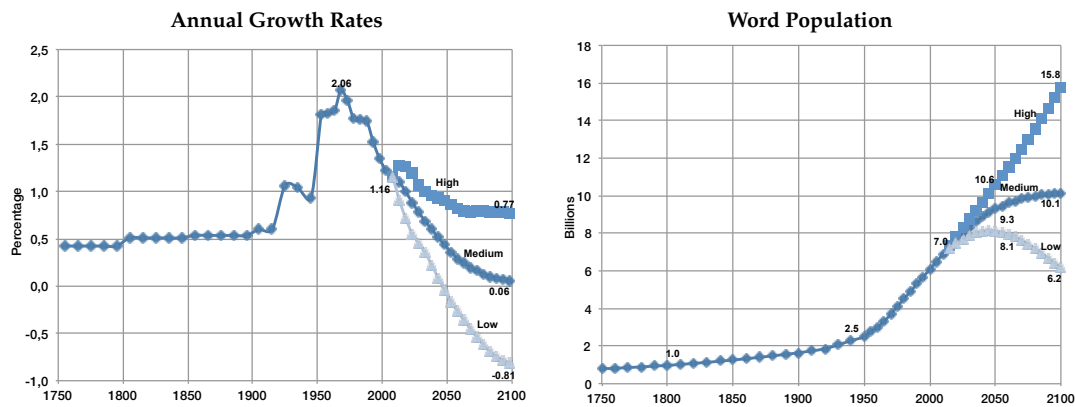 Annual Growth Rates
2,5
2,0
1,5
1,0
0,5
0,0
-0,5
-1,0
Percentage
1750 1800 1850 1900 1950 2000 2050 2100
2.06
1.16
High
0.77
Medium
0.06
Low
-0.81
Word Population
18
16
14
12
10
8
6
4
2
0
Billions
1750 1800 1850 1900 1950 2000 2050 2100
15.8
High
10.6
Medium
10.1
9.3
7.0
8.1
Low
6.2
2.5
1.0